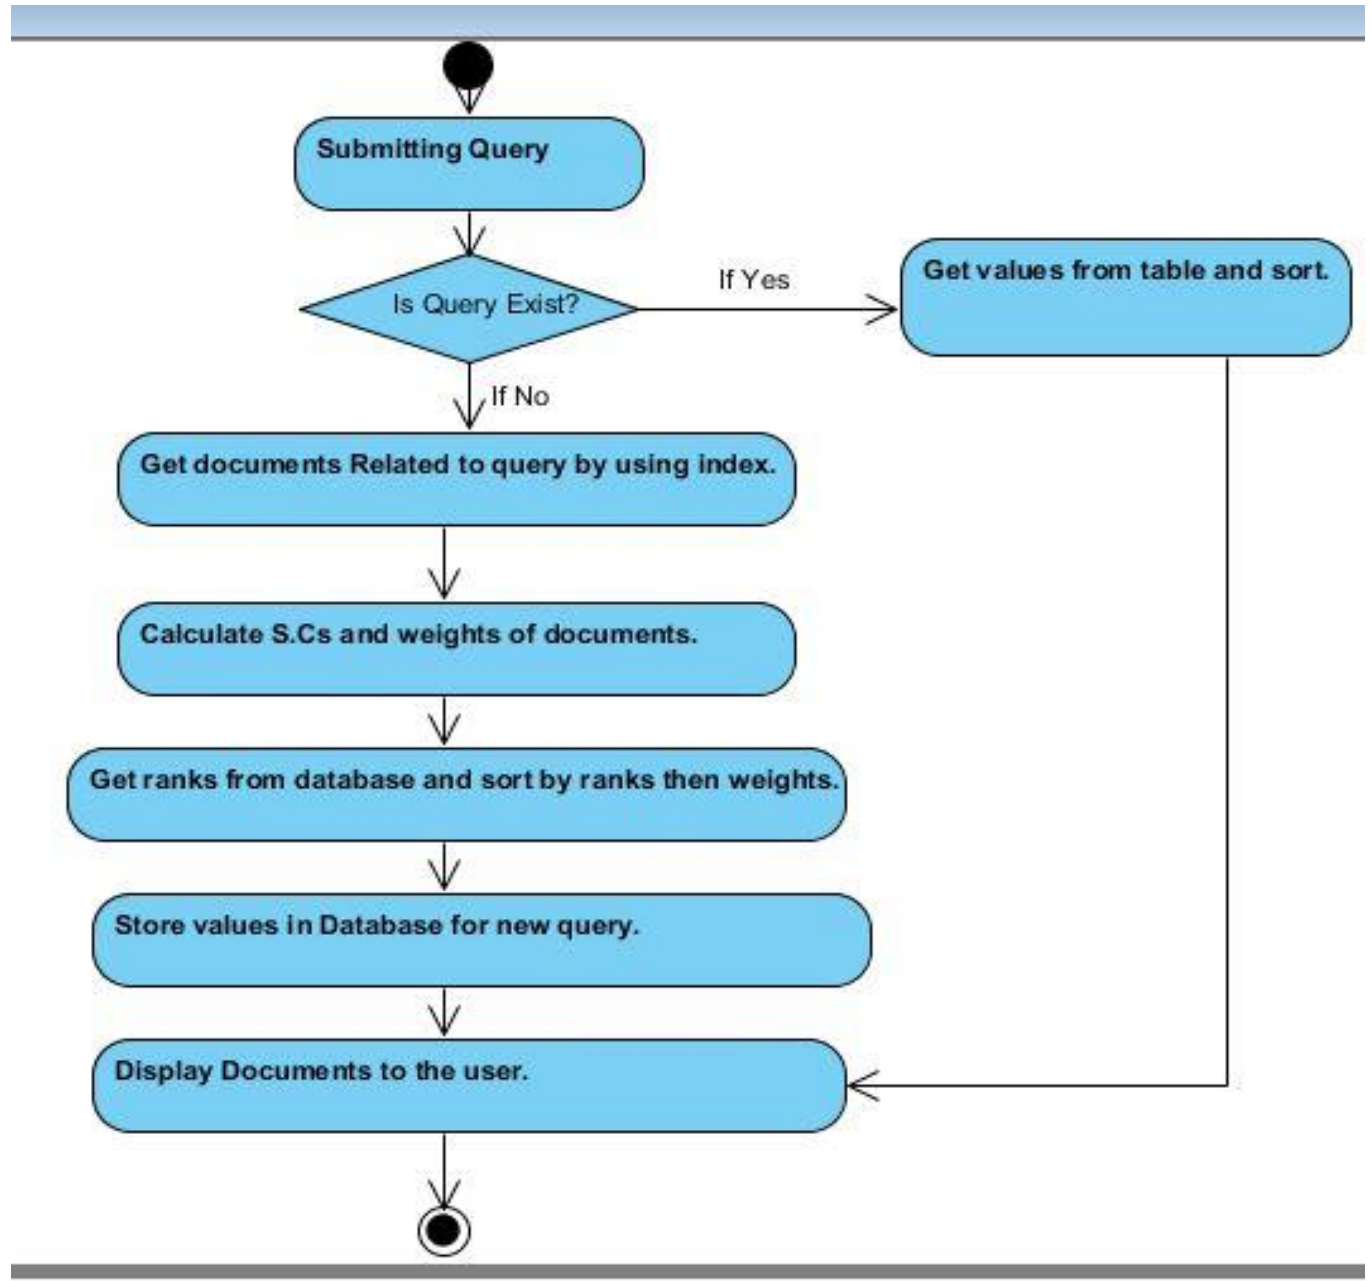 Submitting Query
Is Query Exist?
If Yes
Get values from table and sort.
If No
Get documents Related to query by using index.
Calculate S.Cs and weights of documents.
Get ranks from database and sort by ranks then weights.
Store values in Database for new query.
Display Documents to the user.